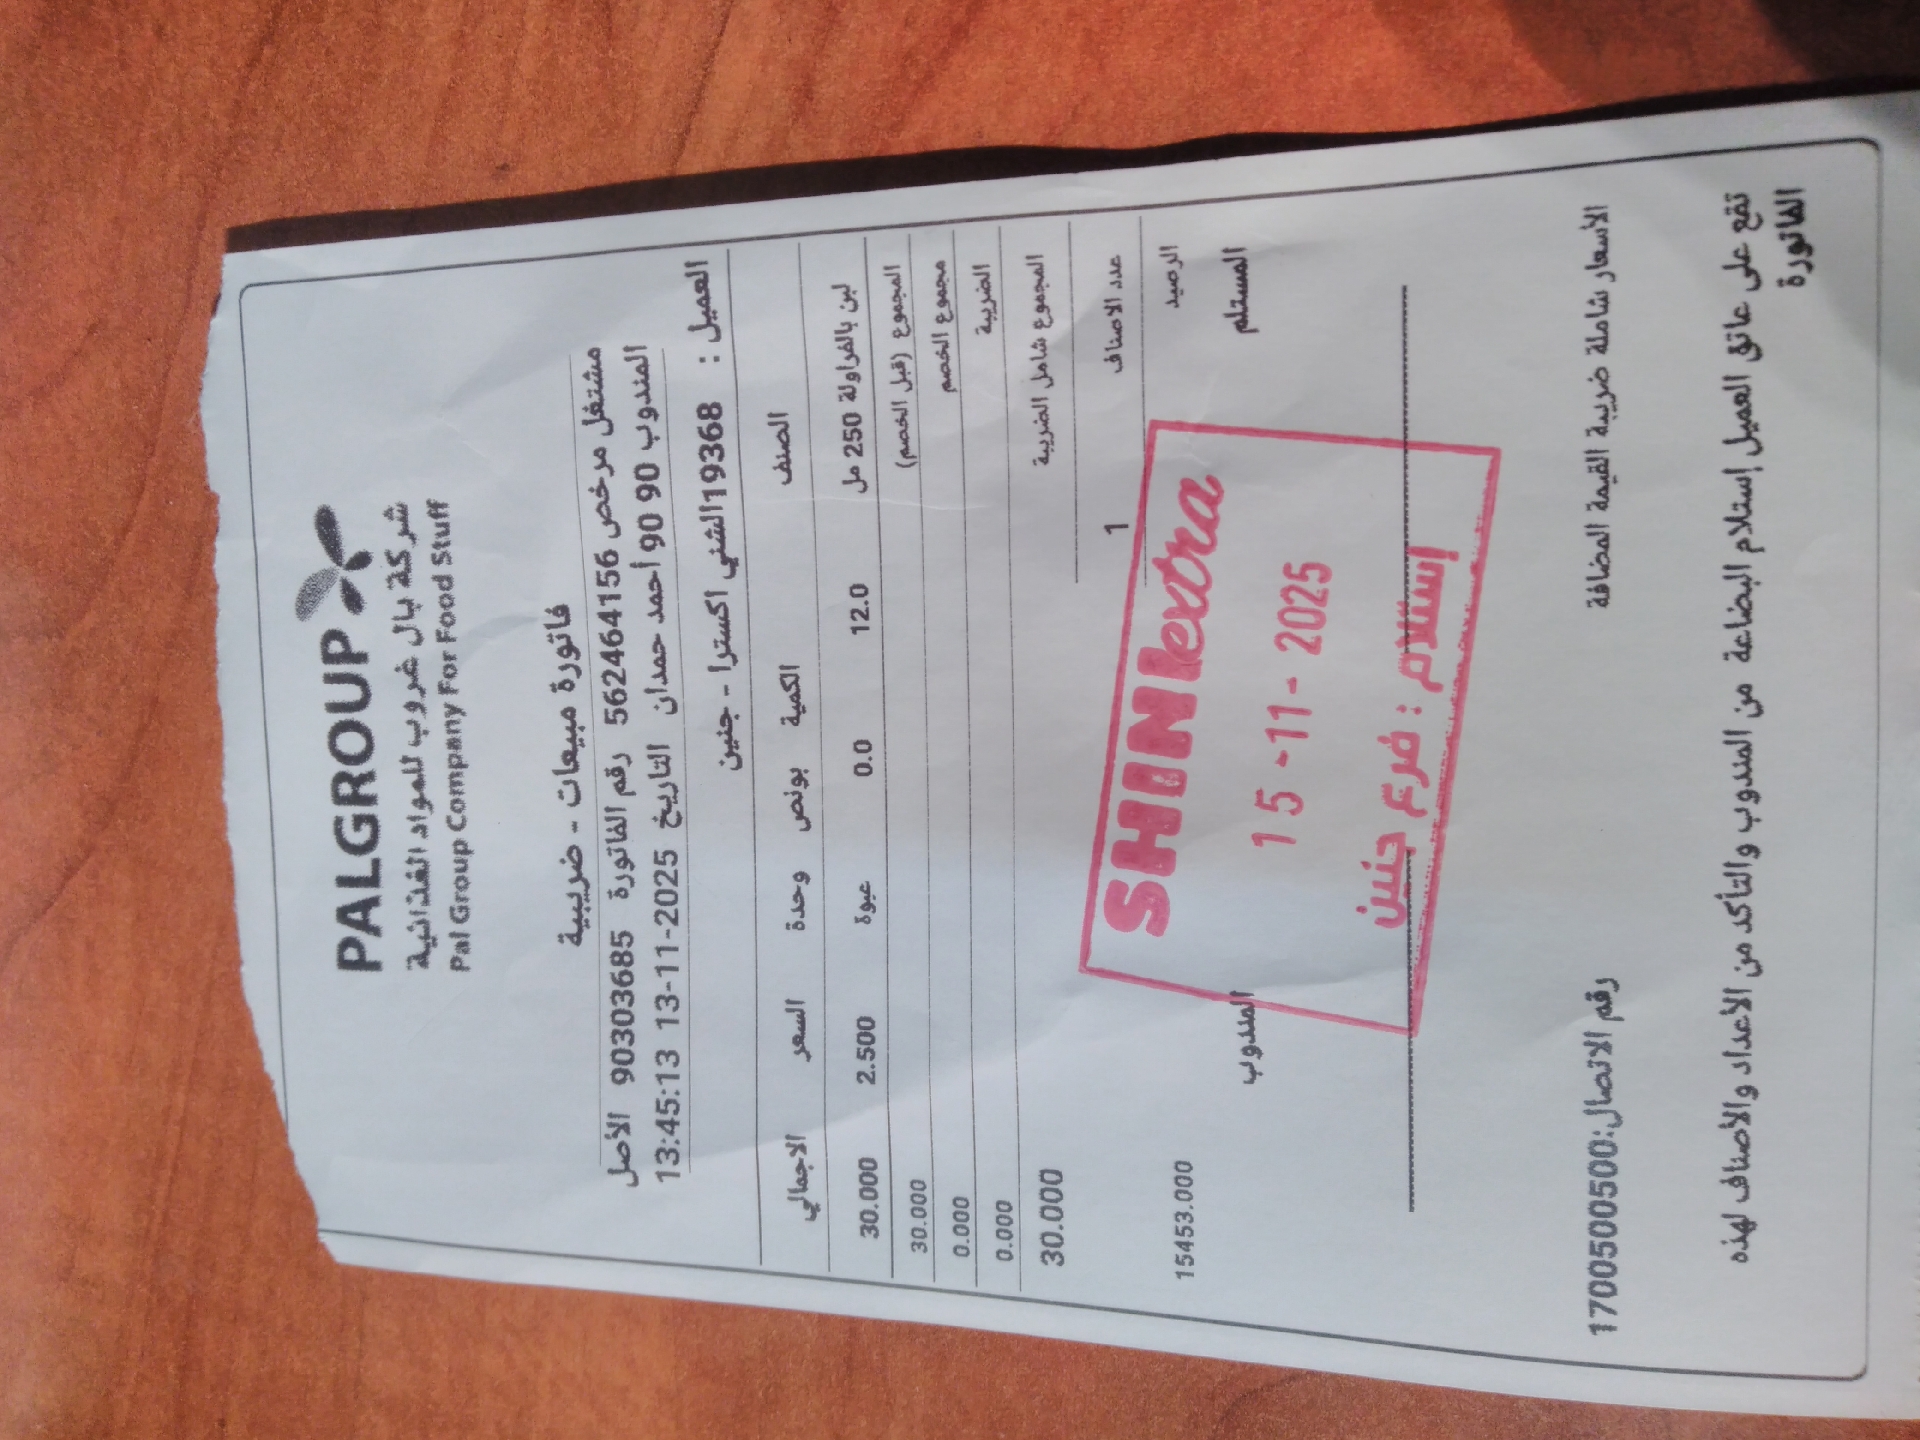 PALGROUP
شركة بال غروب للمواد الغذائية
Pal Group Company For Food Stuff
فاتورة مبيعات - ضريبية
مشتغل مرخص 562464156 رقم الفاتورة 90303685 الأصل
المندوب 90 90 أحمد حمدان التاريخ 2025-11-13 13:45:13
العميل : 19368الشني اكسترا - جنين
الصنف الكمية بونص وحدة السعر الاجمالي
لبن بالفراولة 250 مل 12.0 0.0 عبوة 2.500 30.000
المجموع (قبل الخصم) 30.000
مجموع الخصم 0.000
الضريبة 0.000
المجموع شامل الضريبة 30.000
عدد الاصناف 1
الرصيد 15453.000
المستلم المندوب
SHINI extra
15 -11- 2025
إستلام : فرع جنين
الأسعار شاملة ضريبة القيمة المضافة رقم الاتصال:1700500500
تقع على عاتق العميل إستلام البضاعة من المندوب والتأكد من الأعداد والأصناف لهذه
الفاتورة